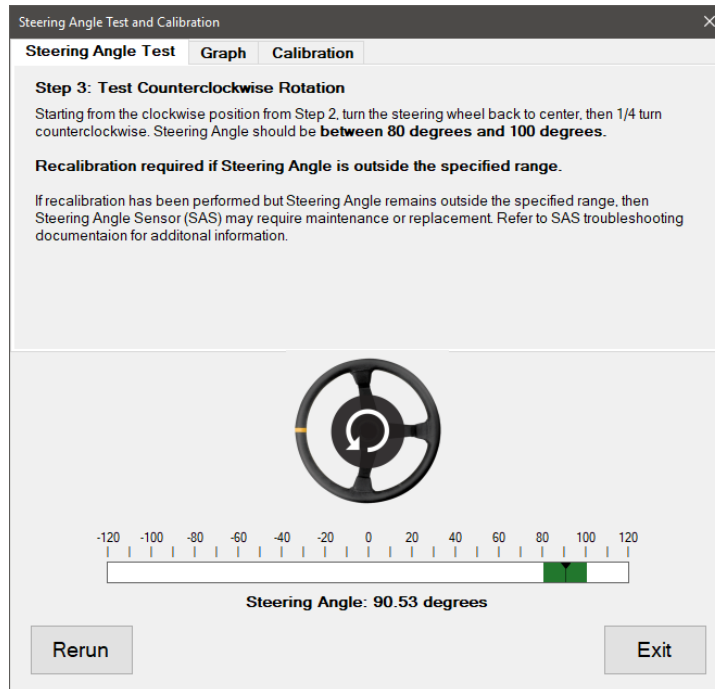 Steering Angle Test and Calibration
Steering Angle Test Graph Calibration
Step 3: Test Counterclockwise Rotation
Starting from the clockwise position from Step 2, turn the steering wheel back to center, then 1/4 turn
counterclockwise. Steering Angle should be between 80 degrees and 100 degrees.
Recalibration required if Steering Angle is outside the specified range.
If recalibration has been performed but Steering Angle remains outside the specified range, then
Steering Angle Sensor (SAS) may require maintenance or replacement. Refer to SAS troubleshooting
documentaion for additonal information.
-120 -100 -80 -60 -40 -20 0 20 40 60 80 100 120
Steering Angle: 90.53 degrees
Rerun Exit